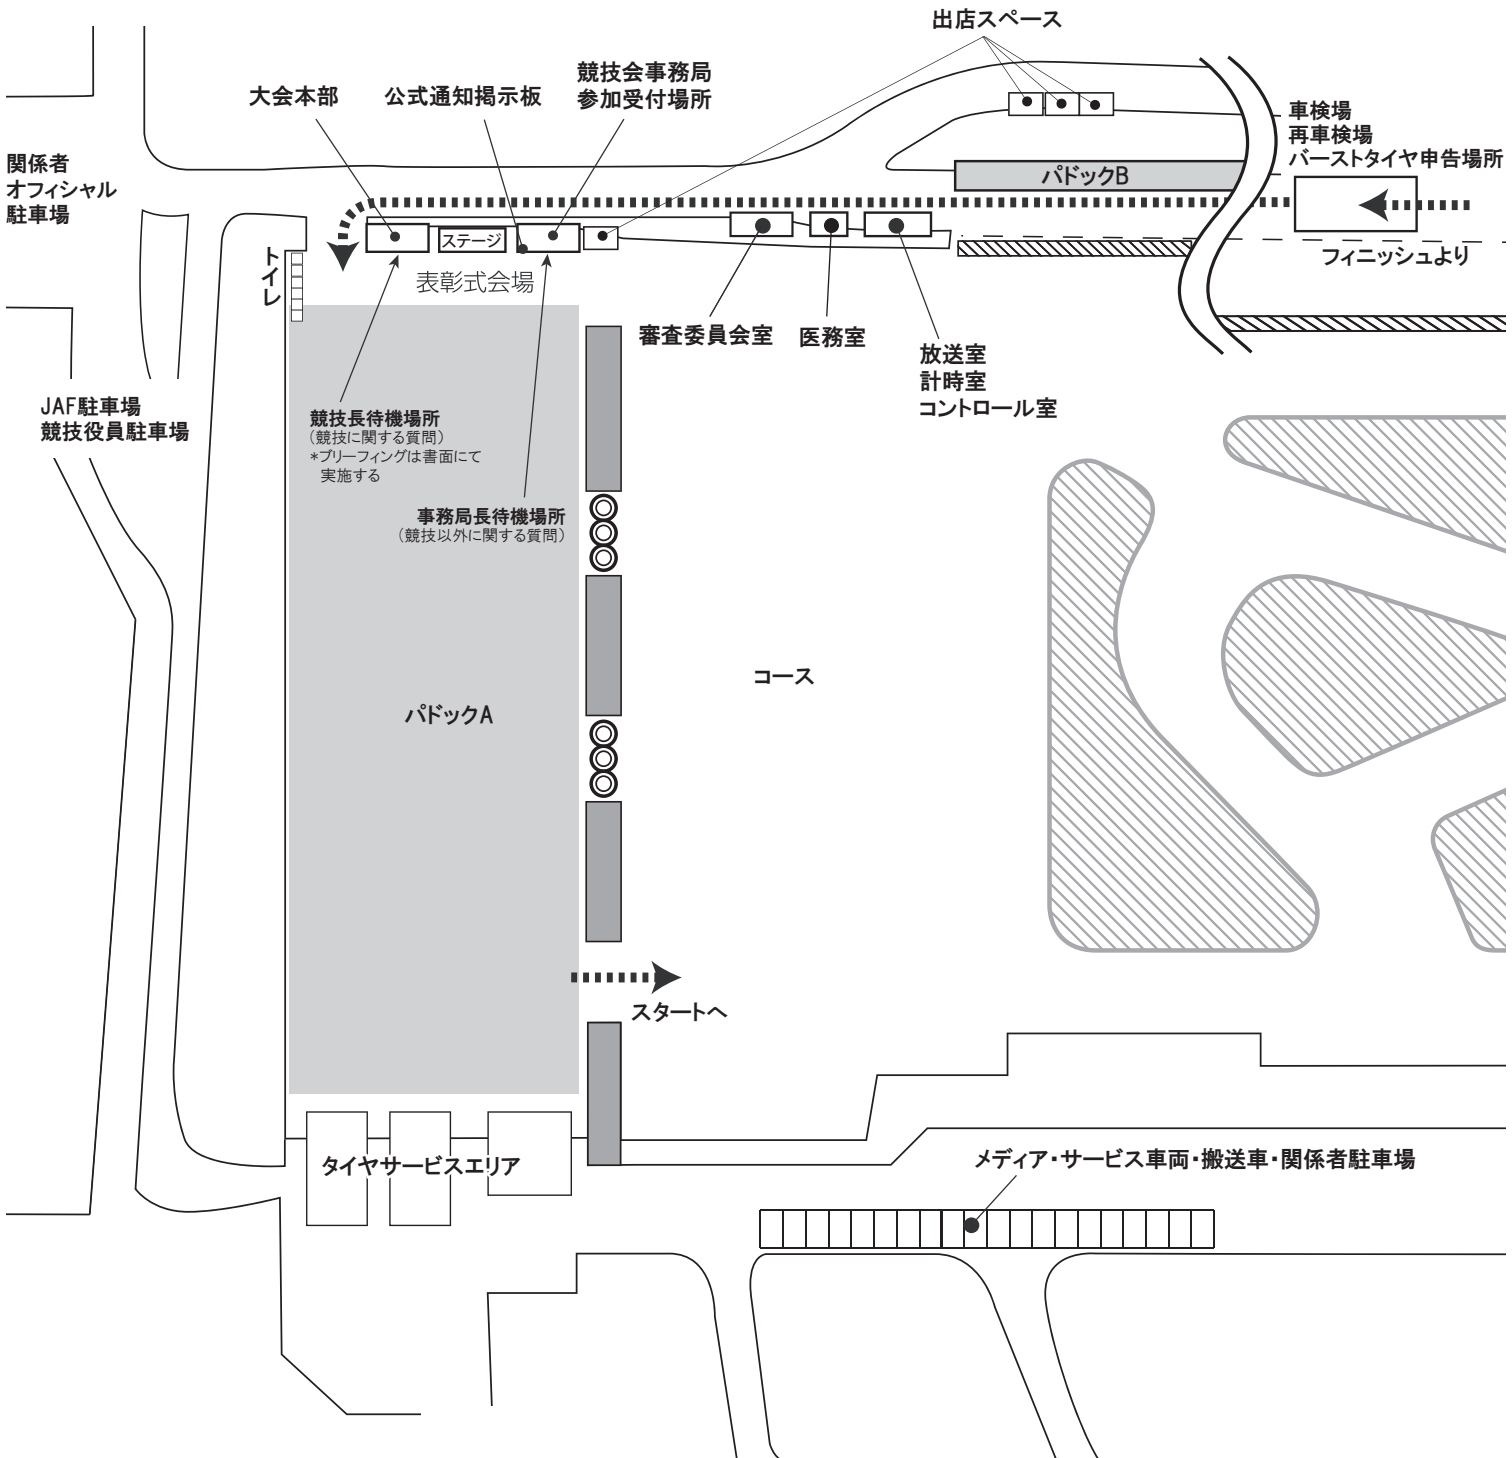 出店スペース
競技会事務局
参加受付場所
大会本部
公式通知掲示板
車検場
再車検場
バーストタイヤ申告場所
関係者
オフィシャル
駐車場
パドックB
ステージ
トイレ
表彰式会場
フィニッシュより
審査委員会室
医務室
放送室
計時室
コントロール室
JAF駐車場
競技役員駐車場
競技長待機場所
（競技に関する質問）
*ブリーフィングは書面にて
実施する
事務局長待機場所
（競技以外に関する質問）
コース
パドックA
スタートへ
タイヤサービスエリア
メディア・サービス車両・搬送車・関係者駐車場